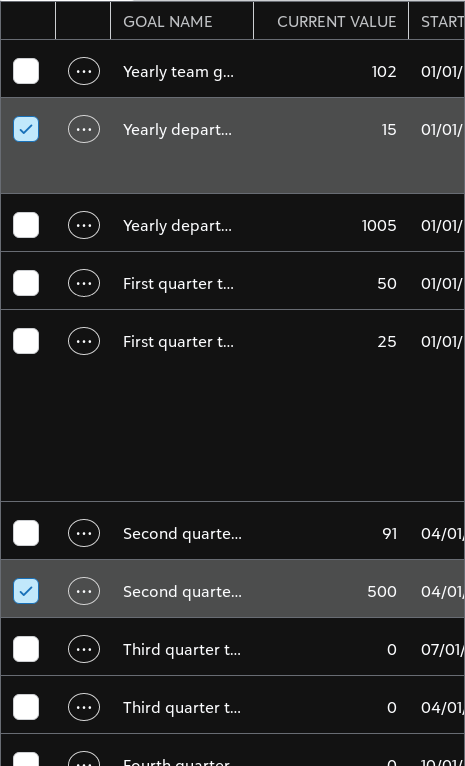 GOAL NAME CURRENT VALUE START
Yearly team g... 102 01/01/
Yearly depart... 15 01/01/
Yearly depart... 1005 01/01/
First quarter t... 50 01/01/
First quarter t... 25 01/01/
Second quarte... 91 04/01/
Second quarte... 500 04/01/
Third quarter t... 0 07/01/
Third quarter t... 0 04/01/
Fourth quarter 0 10/01/